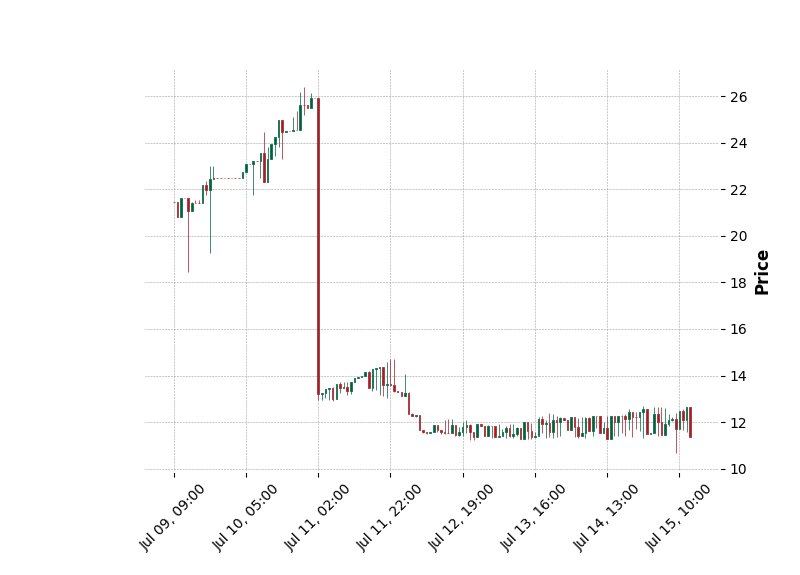 26
24
22
20
18
16
14
12
10
Price
Jul 09, 09:00
Jul 10, 05:00
Jul 11, 02:00
Jul 11, 22:00
Jul 12, 19:00
Jul 13, 16:00
Jul 14, 13:00
Jul 15, 10:00